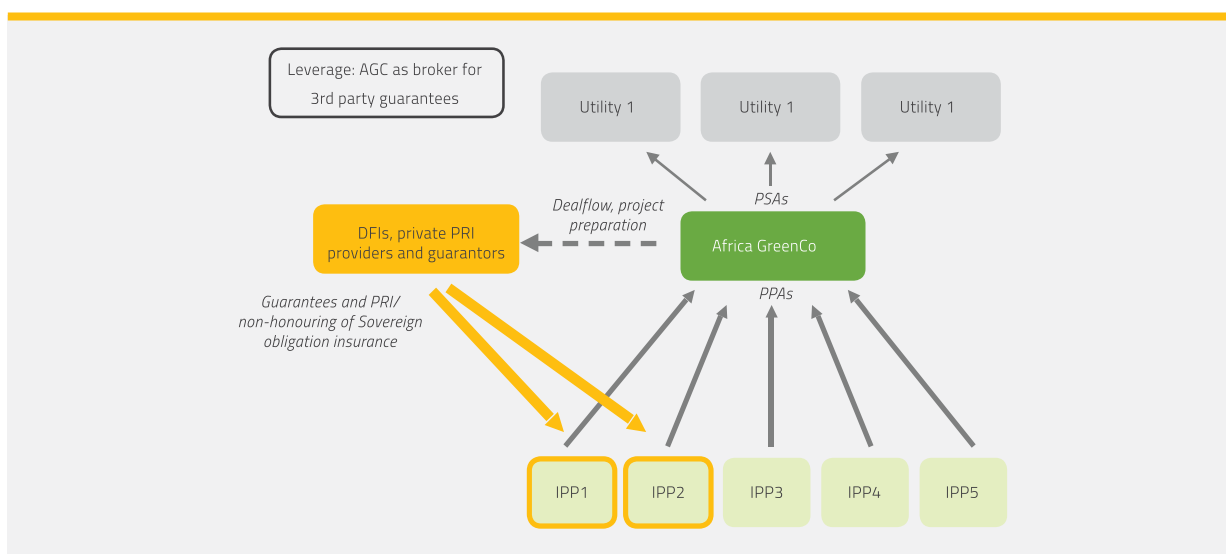 Leverage: AGC as broker for
3rd party guarantees
Utility 1
Utility 1
Utility 1
PSAs
Dealflow, project
preparation
DFIs, private PRI
providers and guarantors
Africa GreenCo
PPAs
Guarantees and PRI/
non-honouring of Sovereign
obligation insurance
IPP1
IPP2
IPP3
IPP4
IPP5